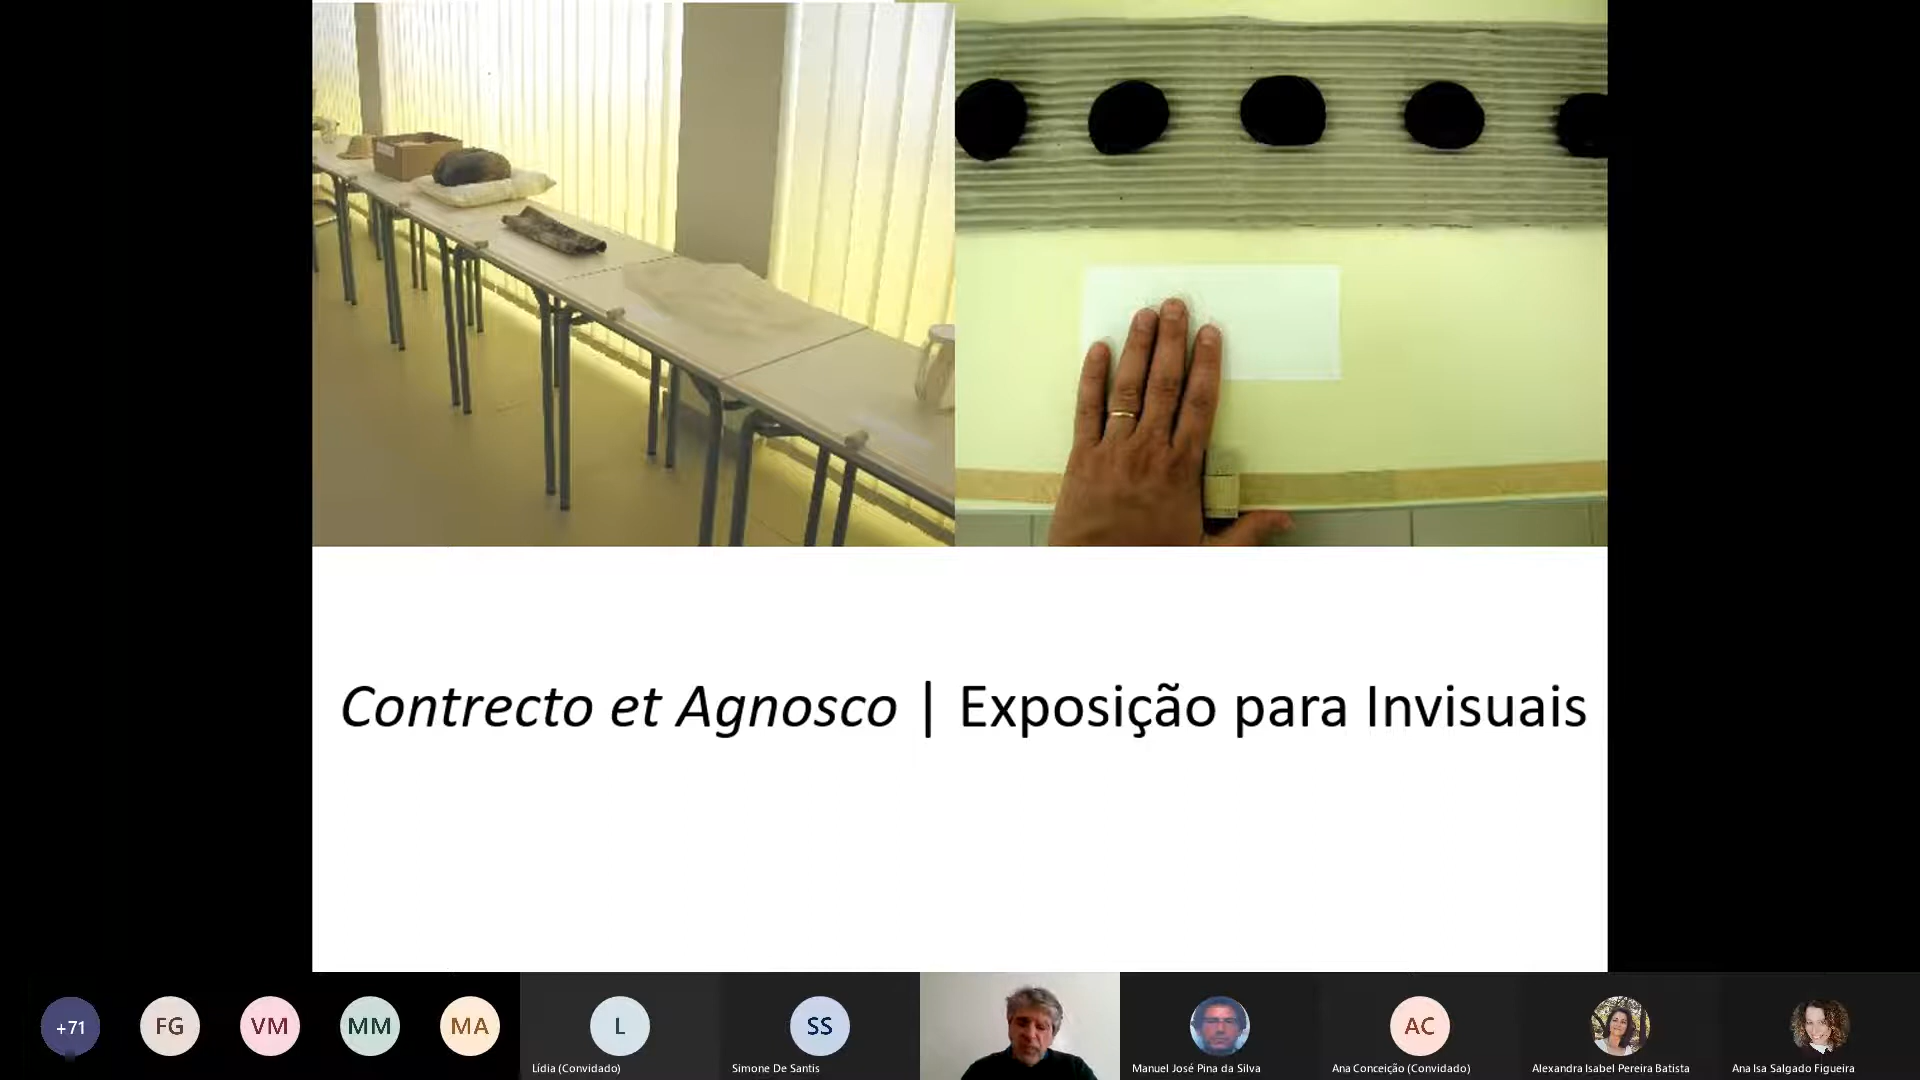 Contrecto et Agnosco | Exposição para Invisuais
+71
FG
VM
MM
MA
L
SS
AC
Lídia (Convidado)
Simone De Santis
Manuel José Pina da Silva
Ana Conceição (Convidado)
Alexandra Isabel Pereira Batista
Ana Isa Salgado Figueira